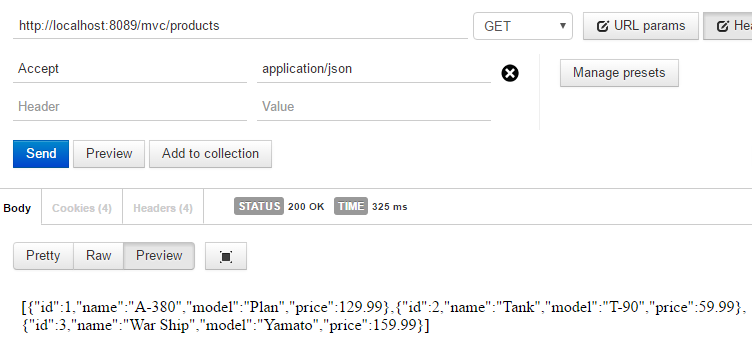 http://localhost:8089/mvc/products GET URL params
Accept application/json Manage presets
Header Value
Send Preview Add to collection
Body Cookies (4) Headers (4) STATUS 200 OK TIME 325 ms
Pretty Raw Preview
[{"id":1,"name":"A-380","model":"Plan","price":129.99},{"id":2,"name":"Tank","model":"T-90","price":59.99},
{"id":3,"name":"War Ship","model":"Yamato","price":159.99}]